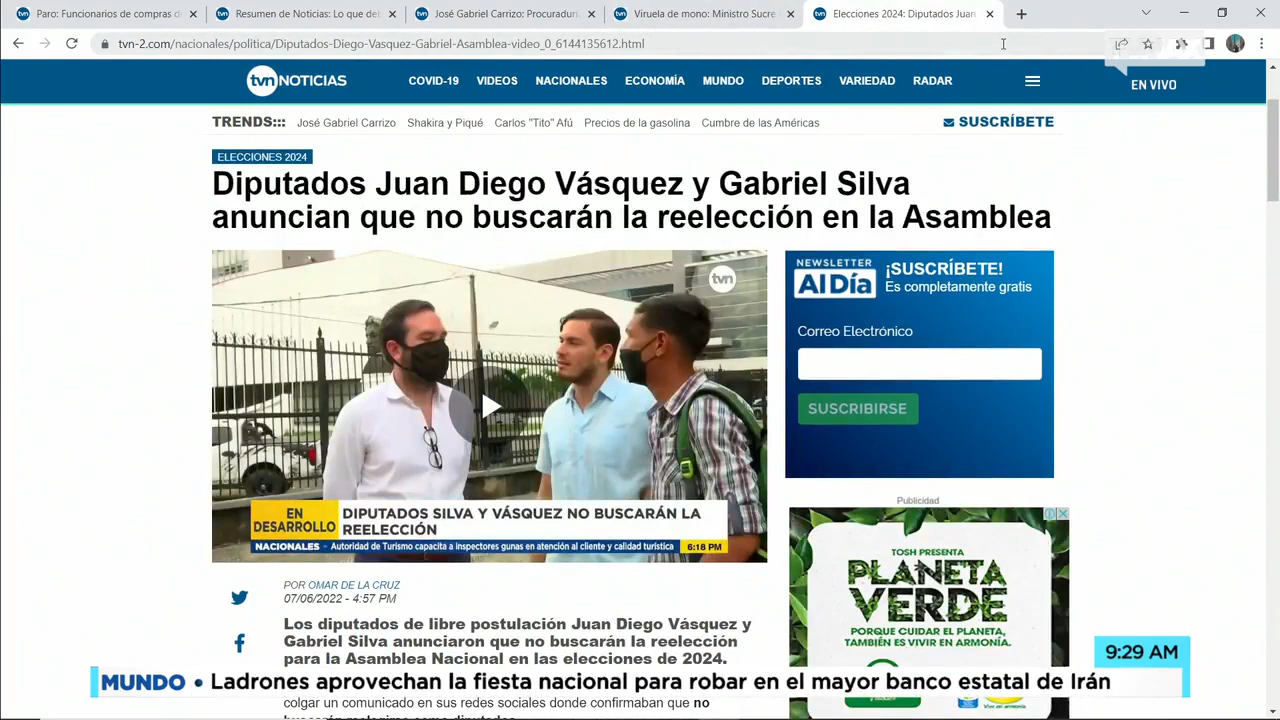 Paro: Funcionarios de compras d
Resumen de Noticias: Lo que deb
José Gabriel Carrizo: Procuradurí
Viruela de mono: Ministro Sucre
Elecciones 2024: Diputados Juan
tvn-2.com/nacionales/politica/Diputados-Diego-Vasquez-Gabriel-Asamblea-video_0_6144135612.html
tvn NOTICIAS
COVID-19 VIDEOS NACIONALES ECONOMÍA MUNDO DEPORTES VARIEDAD RADAR
EN VIVO
TRENDS::: José Gabriel Carrizo Shakira y Piqué Carlos "Tito" Afú Precios de la gasolina Cumbre de las Américas
SUSCRÍBETE
ELECCIONES 2024
Diputados Juan Diego Vásquez y Gabriel Silva
anuncian que no buscarán la reelección en la Asamblea
tvn
EN
DESARROLLO
DIPUTADOS SILVA Y VÁSQUEZ NO BUSCARÁN LA
REELECCIÓN
NACIONALES - Autoridad de Turismo capacita a inspectores gunas en atención al cliente y calidad turística 6:18 PM
NEWSLETTER
Al Día
¡SUSCRÍBETE!
Es completamente gratis
Correo Electrónico
SUSCRIBIRSE
Publicidad
TOSH PRESENTA
PLANETA
VERDE
PORQUE CUIDAR EL PLANETA,
TAMBIÉN ES VIVIR EN ARMONÍA.
POR OMAR DE LA CRUZ
07/06/2022 - 4:57 PM
Los diputados de libre postulación Juan Diego Vásquez y
Gabriel Silva anunciaron que no buscarán la reelección
para la Asamblea Nacional en las elecciones de 2024.
9:29 AM
MUNDO • Ladrones aprovechan la fiesta nacional para robar en el mayor banco estatal de Irán
colgar un comunicado en sus redes sociales donde confirmaban que no